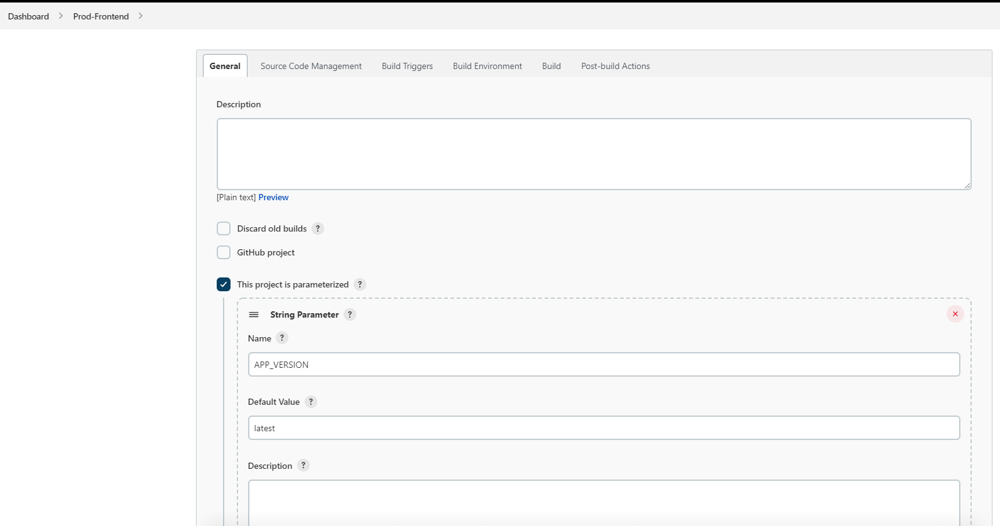 Dashboard > Prod-Frontend >
General Source Code Management Build Triggers Build Environment Build Post-build Actions
Description
[Plain text] Preview
Discard old builds ?
GitHub project
This project is parameterized ?
String Parameter ?
Name ?
APP_VERSION
Default Value ?
latest
Description ?